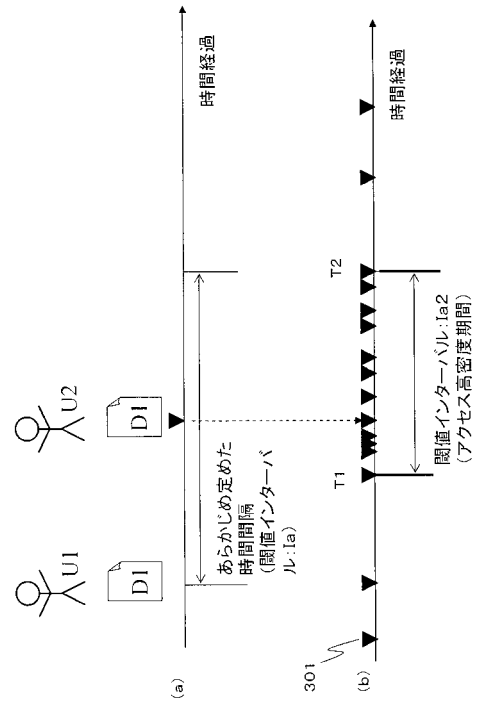 U1
U2
D1
D1
(a)
あらかじめ定めた
時間間隔
(閾値インターバ
ル:Ia)
時間経過
301
(b)
T1
T2
時間経過
閾値インターバル:Ia2
(アクセス高密度期間)